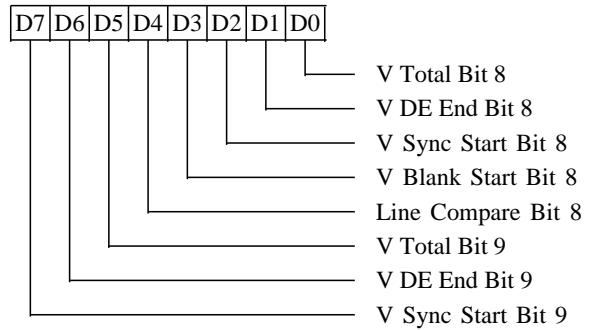 D7 D6 D5 D4 D3 D2 D1 D0
V Total Bit 8
V DE End Bit 8
V Sync Start Bit 8
V Blank Start Bit 8
Line Compare Bit 8
V Total Bit 9
V DE End Bit 9
V Sync Start Bit 9